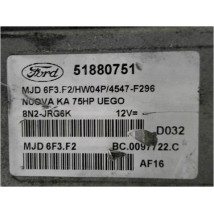 Ford 51880751
MJD 6F3.F2/HW04P/4547-F296
NUOVA KA 75HP UEGO
8N2-JRG6K 12V=
D032
MJD 6F3.F2 BC.0097722.C
AF16